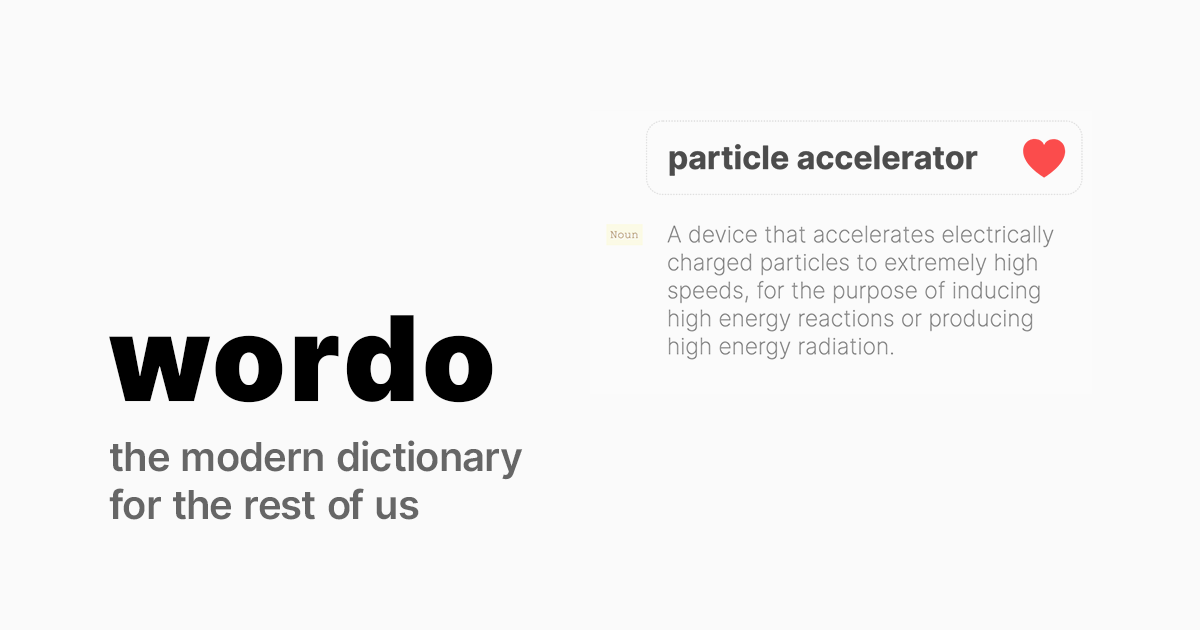 particle accelerator
Noun
A device that accelerates electrically
charged particles to extremely high
speeds, for the purpose of inducing
high energy reactions or producing
high energy radiation.
wordo
the modern dictionary
for the rest of us